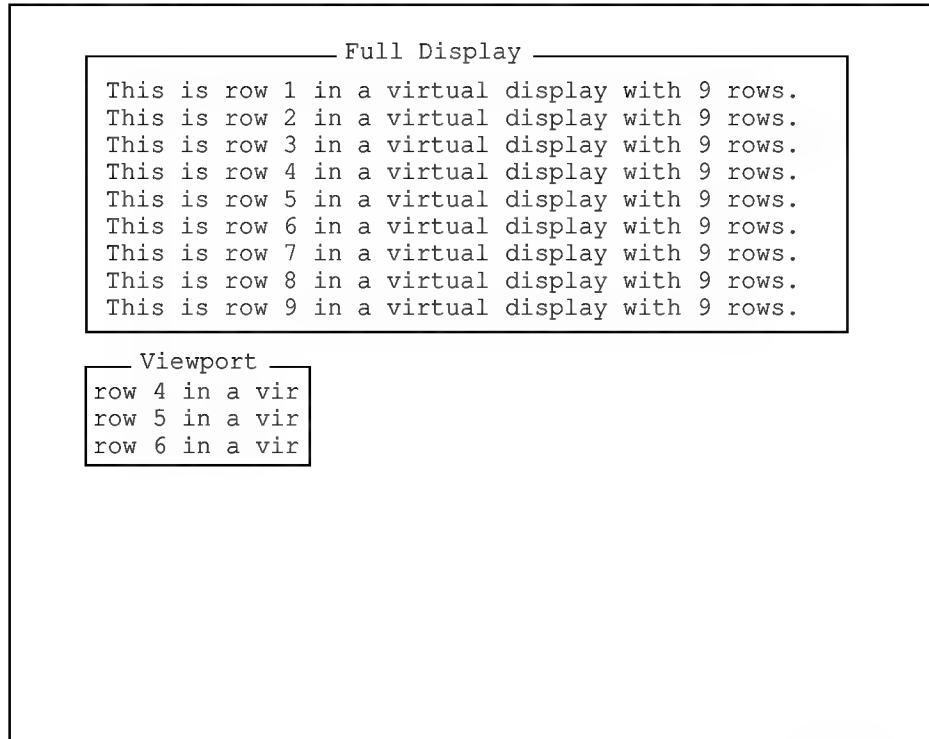 Full Display
This is row 1 in a virtual display with 9 rows.
This is row 2 in a virtual display with 9 rows.
This is row 3 in a virtual display with 9 rows.
This is row 4 in a virtual display with 9 rows.
This is row 5 in a virtual display with 9 rows.
This is row 6 in a virtual display with 9 rows.
This is row 7 in a virtual display with 9 rows.
This is row 8 in a virtual display with 9 rows.
This is row 9 in a virtual display with 9 rows.
Viewport
row 4 in a vir
row 5 in a vir
row 6 in a vir